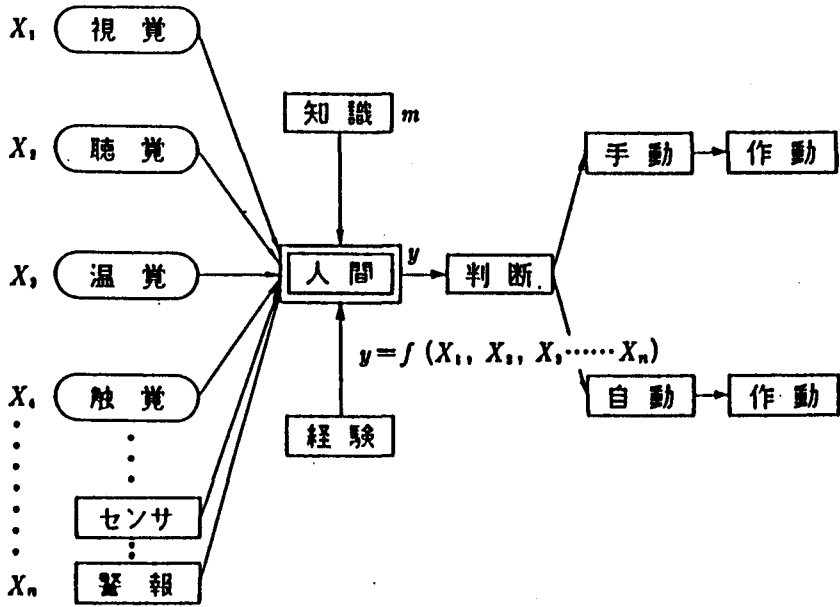 X₁ 視覚
知識 m
X₂ 聴覚
手動 作動
X₃ 温覚
人間 y 判断
y=f(X₁, X₂, X₃……Xₙ)
X₄ 触覚
自動 作動
経験
センサ
Xₙ 警報